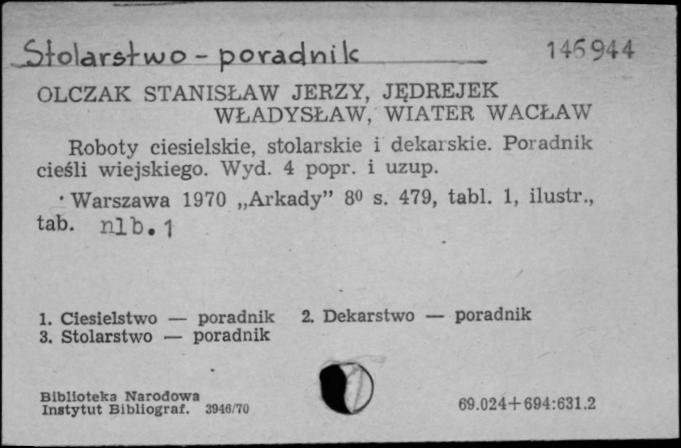 Stolarstwo - poradnik 146944
OLCZAK STANISŁAW JERZY, JĘDREJEK
WŁADYSŁAW, WIATER WACŁAW
Roboty ciesielskie, stolarskie i dekarskie. Poradnik
cieśli wiejskiego. Wyd. 4 popr. i uzup.
Warszawa 1970 „Arkady” 8⁰ s. 479, tabl. 1, ilustr.,
tab. nlb. 1
1. Ciesielstwo — poradnik 2. Dekarstwo — poradnik
3. Stolarstwo — poradnik
Biblioteka Narodowa
Instytut Bibliograf. 3946/70
69.024+694:631.2